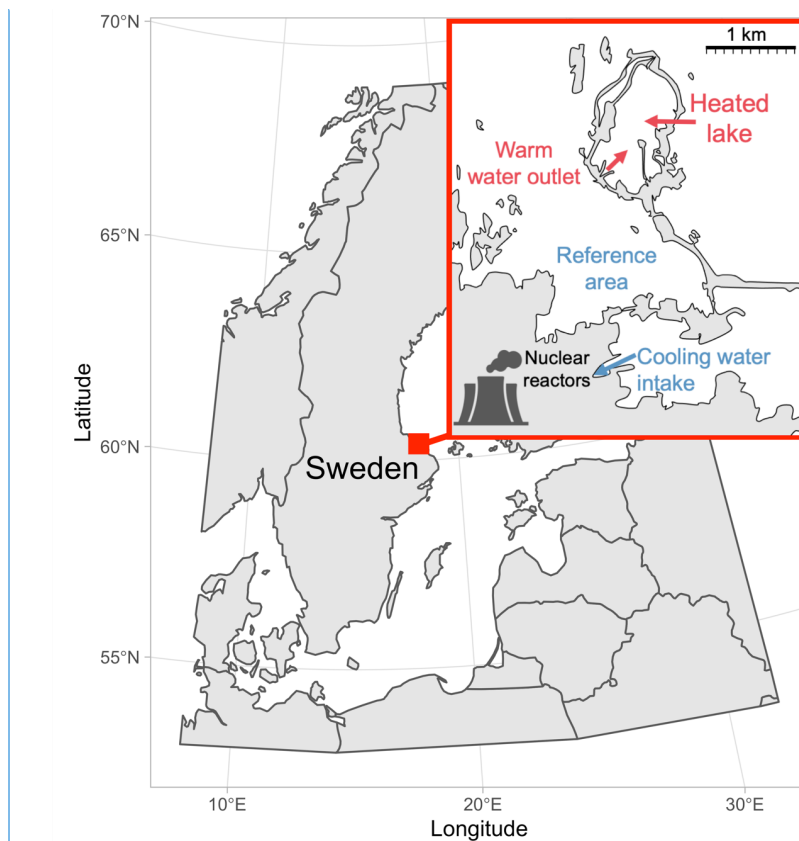 70°N
1 km
Heated
lake
Warm
water outlet
65°N
Reference
area
Nuclear
reactors
Cooling water
intake
Latitude
60°N
Sweden
55°N
10°E
20°E
30°E
Longitude